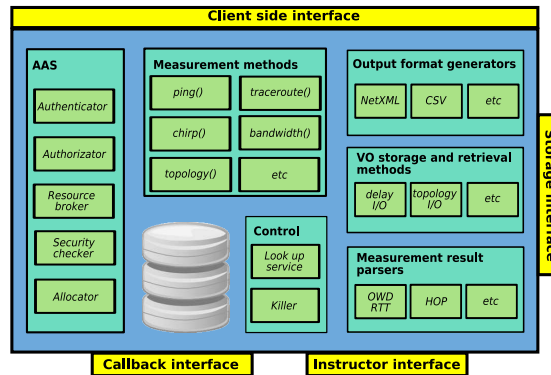 Client side interface
AAS
Authenticator
Authorizator
Resource
broker
Security
checker
Allocator
Measurement methods
ping()
traceroute()
chirp()
bandwidth()
topology()
etc
Control
Look up
service
Killer
Output format generators
NetXML
CSV
etc
VO storage and retrieval
methods
delay
I/O
topology
I/O
etc
Measurement result
parsers
OWD
RTT
HOP
etc
Storage interface
Callback interface
Instructor interface